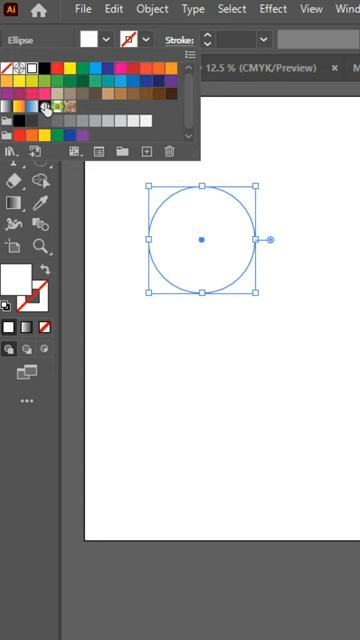 Ai
File Edit Object Type Select Effect View Wind
Ellipse
Stroke:
12.5 % (CMYK/Preview) ×